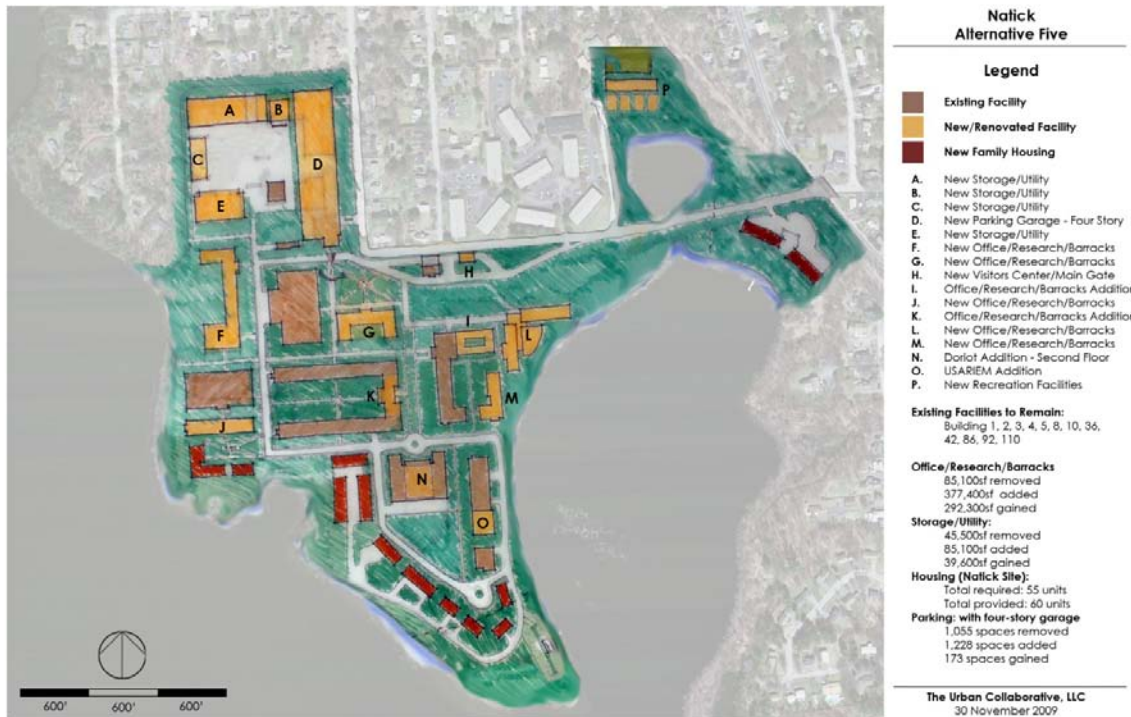 Natick
Alternative Five
Legend
Existing Facility
New/Renovated Facility
New Family Housing
A. New Storage/Utility
B. New Storage/Utility
C. New Storage/Utility
D. New Parking Garage - Four Story
E. New Storage/Utility
F. New Office/Research/Barracks
G. New Office/Research/Barracks
H. New Visitors Center/Main Gate
I. Office/Research/Barracks Addition
J. New Office/Research/Barracks
K. Office/Research/Barracks Addition
L. New Office/Research/Barracks
M. New Office/Research/Barracks
N. Doriot Addition - Second Floor
O. USARIEM Addition
P. New Recreation Facilities
Existing Facilities to Remain:
Building 1, 2, 3, 4, 5, 8, 10, 36,
42, 86, 92, 110
Office/Research/Barracks
85,100sf removed
377,400sf added
292,300sf gained
Storage/Utility:
45,500sf removed
85,100sf added
39,600sf gained
Housing (Natick Site):
Total required: 55 units
Total provided: 60 units
Parking: with four-story garage
1,055 spaces removed
1,228 spaces added
173 spaces gained
The Urban Collaborative, LLC
30 November 2009
A
B
P
C
D
E
H
I
F
G
L
K
M
J
N
O
600' 600' 600'